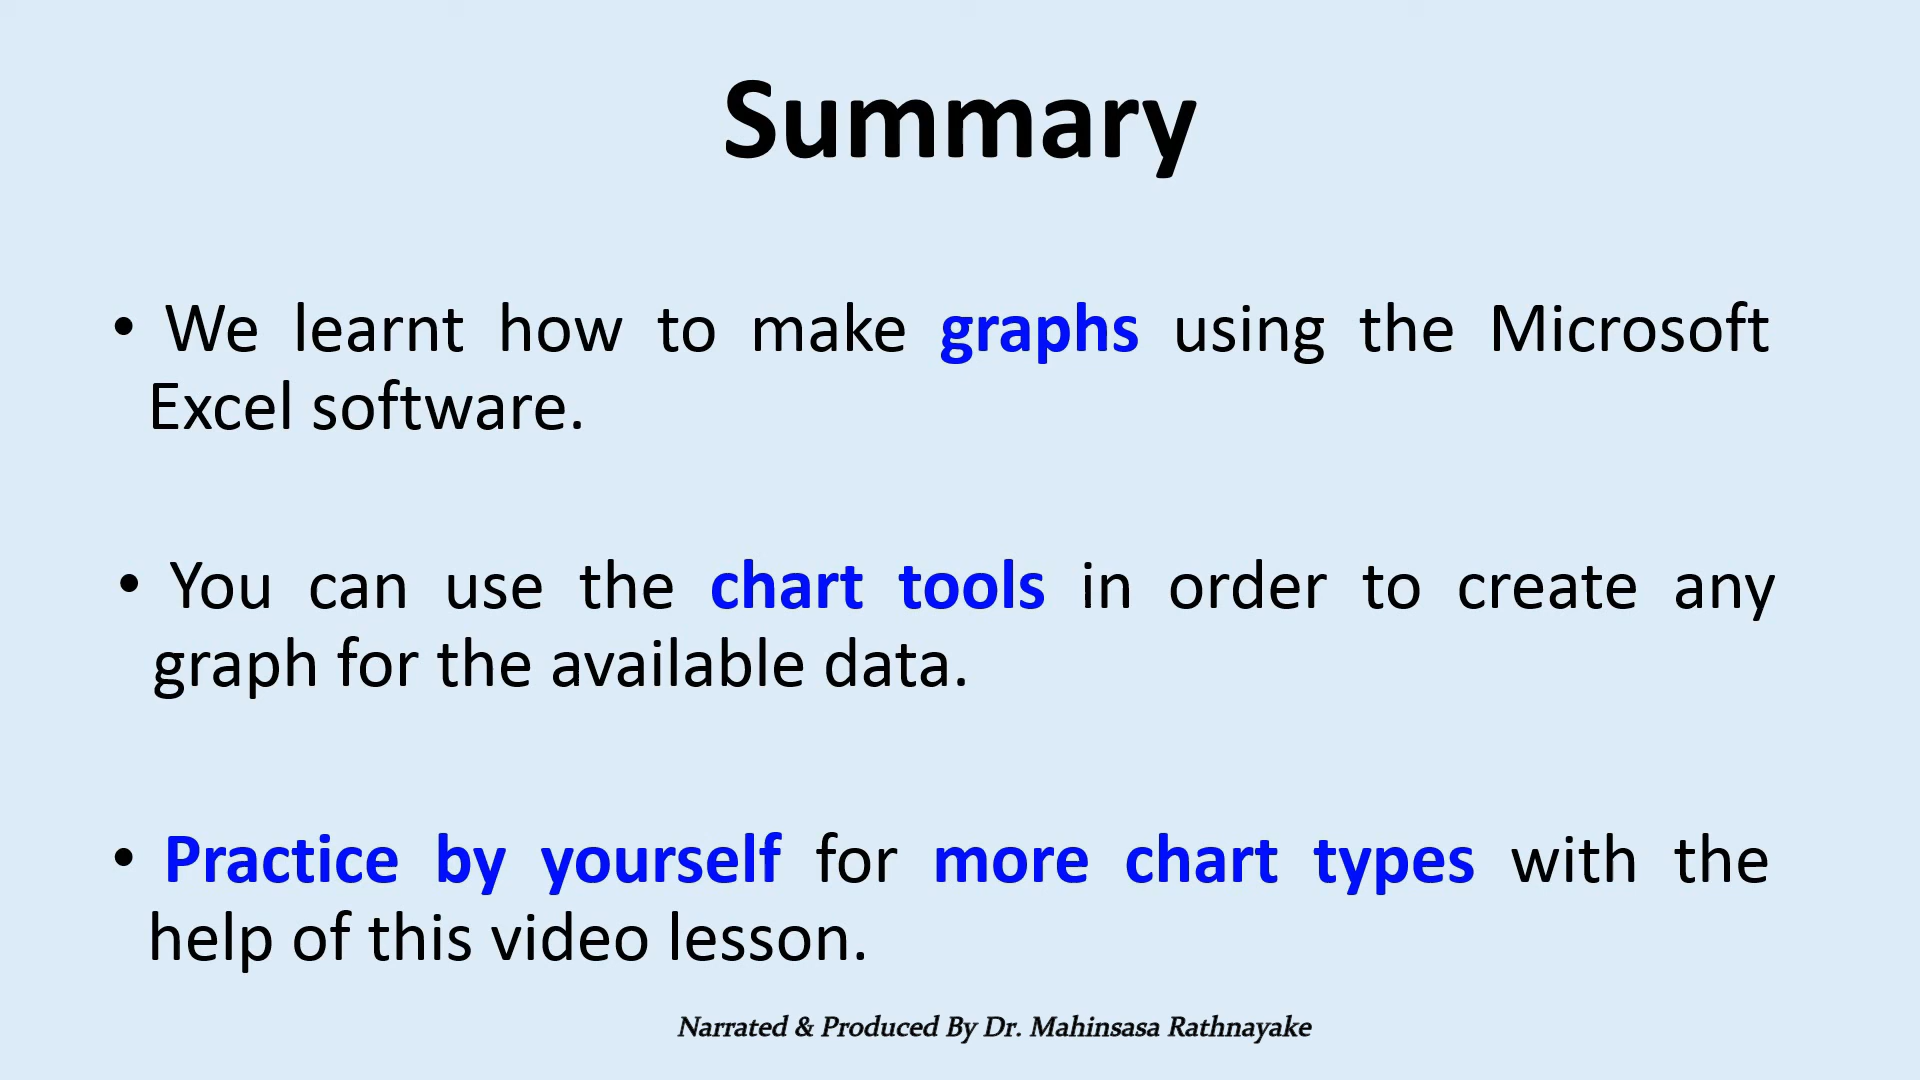 Summary
• We learnt how to make graphs using the Microsoft
Excel software.
• You can use the chart tools in order to create any
graph for the available data.
• Practice by yourself for more chart types with the
help of this video lesson.
Narrated & Produced By Dr. Mahinsasa Rathnayake